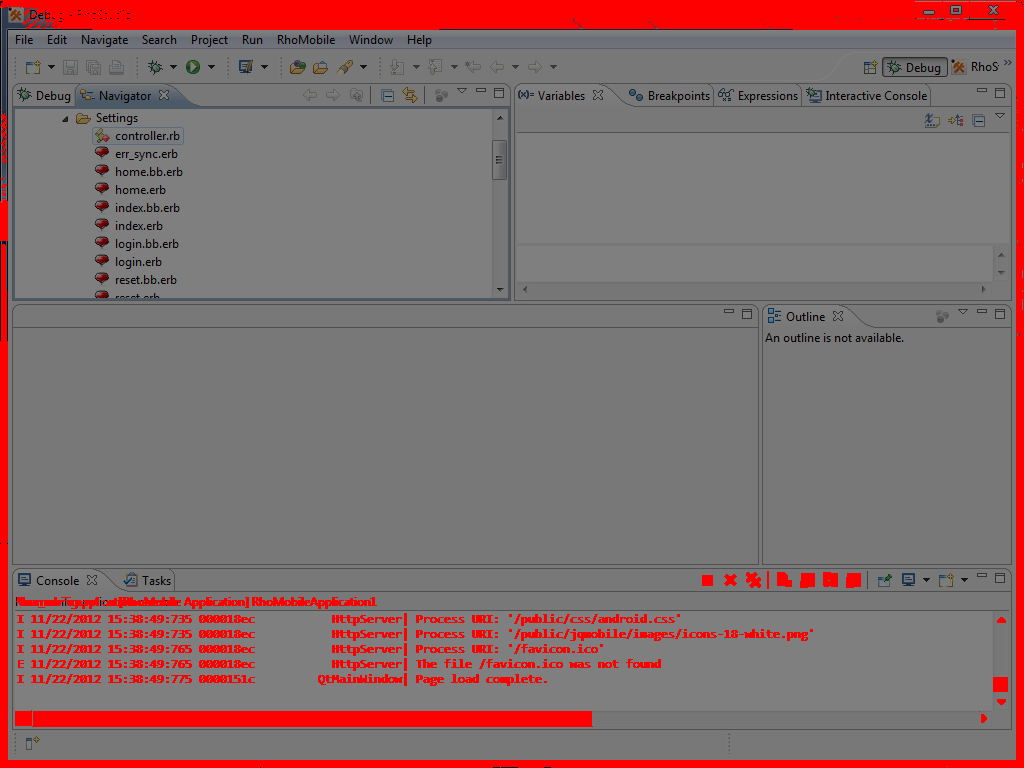 Debug
File Edit Navigate Search Project Run RhoMobile Window Help
Debug RhoS
Debug Navigator
(x)= Variables Breakpoints Expressions Interactive Console
Settings
controller.rb
err_sync.erb
home.bb.erb
home.erb
index.bb.erb
index.erb
login.bb.erb
login.erb
reset.bb.erb
reset.erb
Outline
An outline is not available.
Console Tasks
RhoMobile Application] RhoMobileApplication1
I 11/22/2012 15:38:49:735 000018ec HttpServer| Process URI: '/public/css/android.css'
I 11/22/2012 15:38:49:735 000018ec HttpServer| Process URI: '/public/jqmobile/images/icons-18-white.png'
I 11/22/2012 15:38:49:765 000018ec HttpServer| Process URI: '/favicon.ico'
E 11/22/2012 15:38:49:765 000018ec HttpServer| The file /favicon.ico was not found
I 11/22/2012 15:38:49:775 0000151c QtMainWindow| Page load complete.